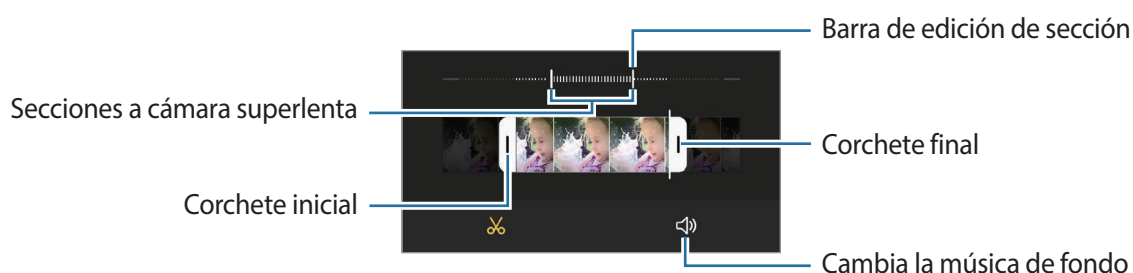 Barra de edición de sección
Secciones a cámara superlenta
Corchete final
Corchete inicial
Cambia la música de fondo